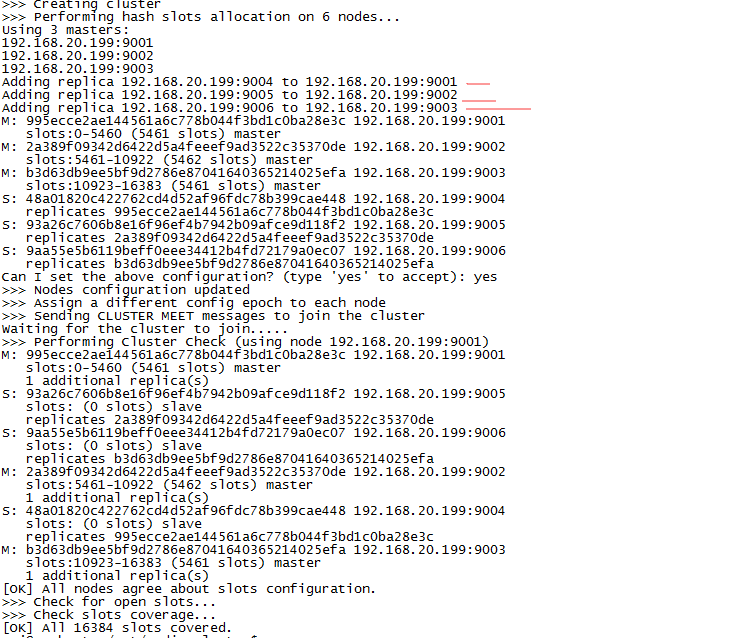 >>> Creating cluster
>>> Performing hash slots allocation on 6 nodes...
Using 3 masters:
192.168.20.199:9001
192.168.20.199:9002
192.168.20.199:9003
Adding replica 192.168.20.199:9004 to 192.168.20.199:9001
Adding replica 192.168.20.199:9005 to 192.168.20.199:9002
Adding replica 192.168.20.199:9006 to 192.168.20.199:9003
M: 995ecce2ae144561a6c778b044f3bd1c0ba28e3c 192.168.20.199:9001
   slots:0-5460 (5461 slots) master
M: 2a389f09342d6422d5a4feeef9ad3522c35370de 192.168.20.199:9002
   slots:5461-10922 (5462 slots) master
M: b3d63db9ee5bf9d2786e87041640365214025efa 192.168.20.199:9003
   slots:10923-16383 (5461 slots) master
S: 48a01820c422762cd4d52af96fdc78b399cae448 192.168.20.199:9004
   replicates 995ecce2ae144561a6c778b044f3bd1c0ba28e3c
S: 93a26c7606b8e16f96ef4b7942b09afce9d118f2 192.168.20.199:9005
   replicates 2a389f09342d6422d5a4feeef9ad3522c35370de
S: 9aa55e5b6119beff0eee34412b4fd72179a0ec07 192.168.20.199:9006
   replicates b3d63db9ee5bf9d2786e87041640365214025efa
Can I set the above configuration? (type 'yes' to accept): yes
>>> Nodes configuration updated
>>> Assign a different config epoch to each node
>>> Sending CLUSTER MEET messages to join the cluster
Waiting for the cluster to join.....
>>> Performing Cluster Check (using node 192.168.20.199:9001)
M: 995ecce2ae144561a6c778b044f3bd1c0ba28e3c 192.168.20.199:9001
   slots:0-5460 (5461 slots) master
   1 additional replica(s)
S: 93a26c7606b8e16f96ef4b7942b09afce9d118f2 192.168.20.199:9005
   slots: (0 slots) slave
   replicates 2a389f09342d6422d5a4feeef9ad3522c35370de
S: 9aa55e5b6119beff0eee34412b4fd72179a0ec07 192.168.20.199:9006
   slots: (0 slots) slave
   replicates b3d63db9ee5bf9d2786e87041640365214025efa
M: 2a389f09342d6422d5a4feeef9ad3522c35370de 192.168.20.199:9002
   slots:5461-10922 (5462 slots) master
   1 additional replica(s)
S: 48a01820c422762cd4d52af96fdc78b399cae448 192.168.20.199:9004
   slots: (0 slots) slave
   replicates 995ecce2ae144561a6c778b044f3bd1c0ba28e3c
M: b3d63db9ee5bf9d2786e87041640365214025efa 192.168.20.199:9003
   slots:10923-16383 (5461 slots) master
   1 additional replica(s)
[OK] All nodes agree about slots configuration.
>>> Check for open slots...
>>> Check slots coverage...
[OK] All 16384 slots covered.